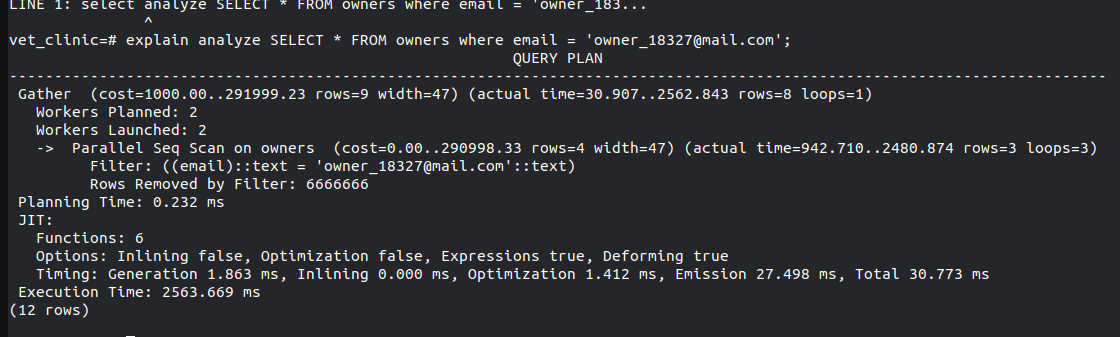 LINE 1: select analyze SELECT * FROM owners where email = 'owner_183...
^
vet_clinic=# explain analyze SELECT * FROM owners where email = 'owner_18327@mail.com';
QUERY PLAN
-----------------------------------------------------------------------------------------------------------------------------
Gather  (cost=1000.00..291999.23 rows=9 width=47) (actual time=30.907..2562.843 rows=8 loops=1)
Workers Planned: 2
Workers Launched: 2
->  Parallel Seq Scan on owners  (cost=0.00..290998.33 rows=4 width=47) (actual time=942.710..2480.874 rows=3 loops=3)
Filter: ((email)::text = 'owner_18327@mail.com'::text)
Rows Removed by Filter: 6666666
Planning Time: 0.232 ms
JIT:
Functions: 6
Options: Inlining false, Optimization false, Expressions true, Deforming true
Timing: Generation 1.863 ms, Inlining 0.000 ms, Optimization 1.412 ms, Emission 27.498 ms, Total 30.773 ms
Execution Time: 2563.669 ms
(12 rows)